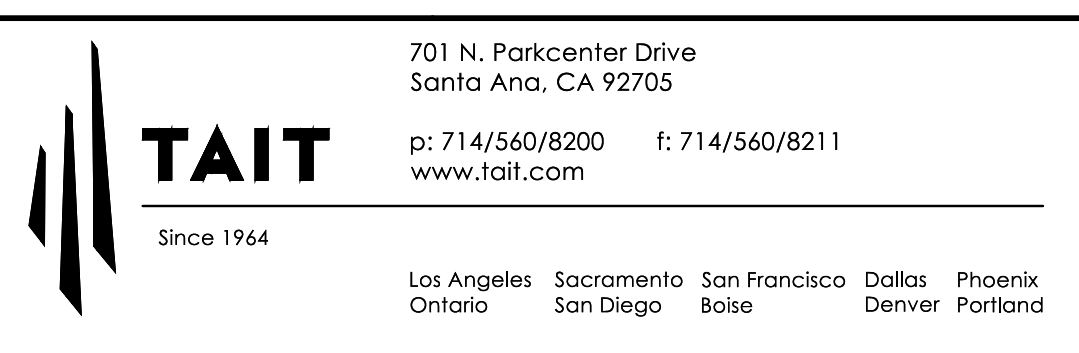 701 N. Parkcenter Drive
Santa Ana, CA 92705
p: 714/560/8200 f: 714/560/8211
www.tait.com
TAIT
Since 1964
Los Angeles Sacramento San Francisco Dallas Phoenix
Ontario San Diego Boise Denver Portland